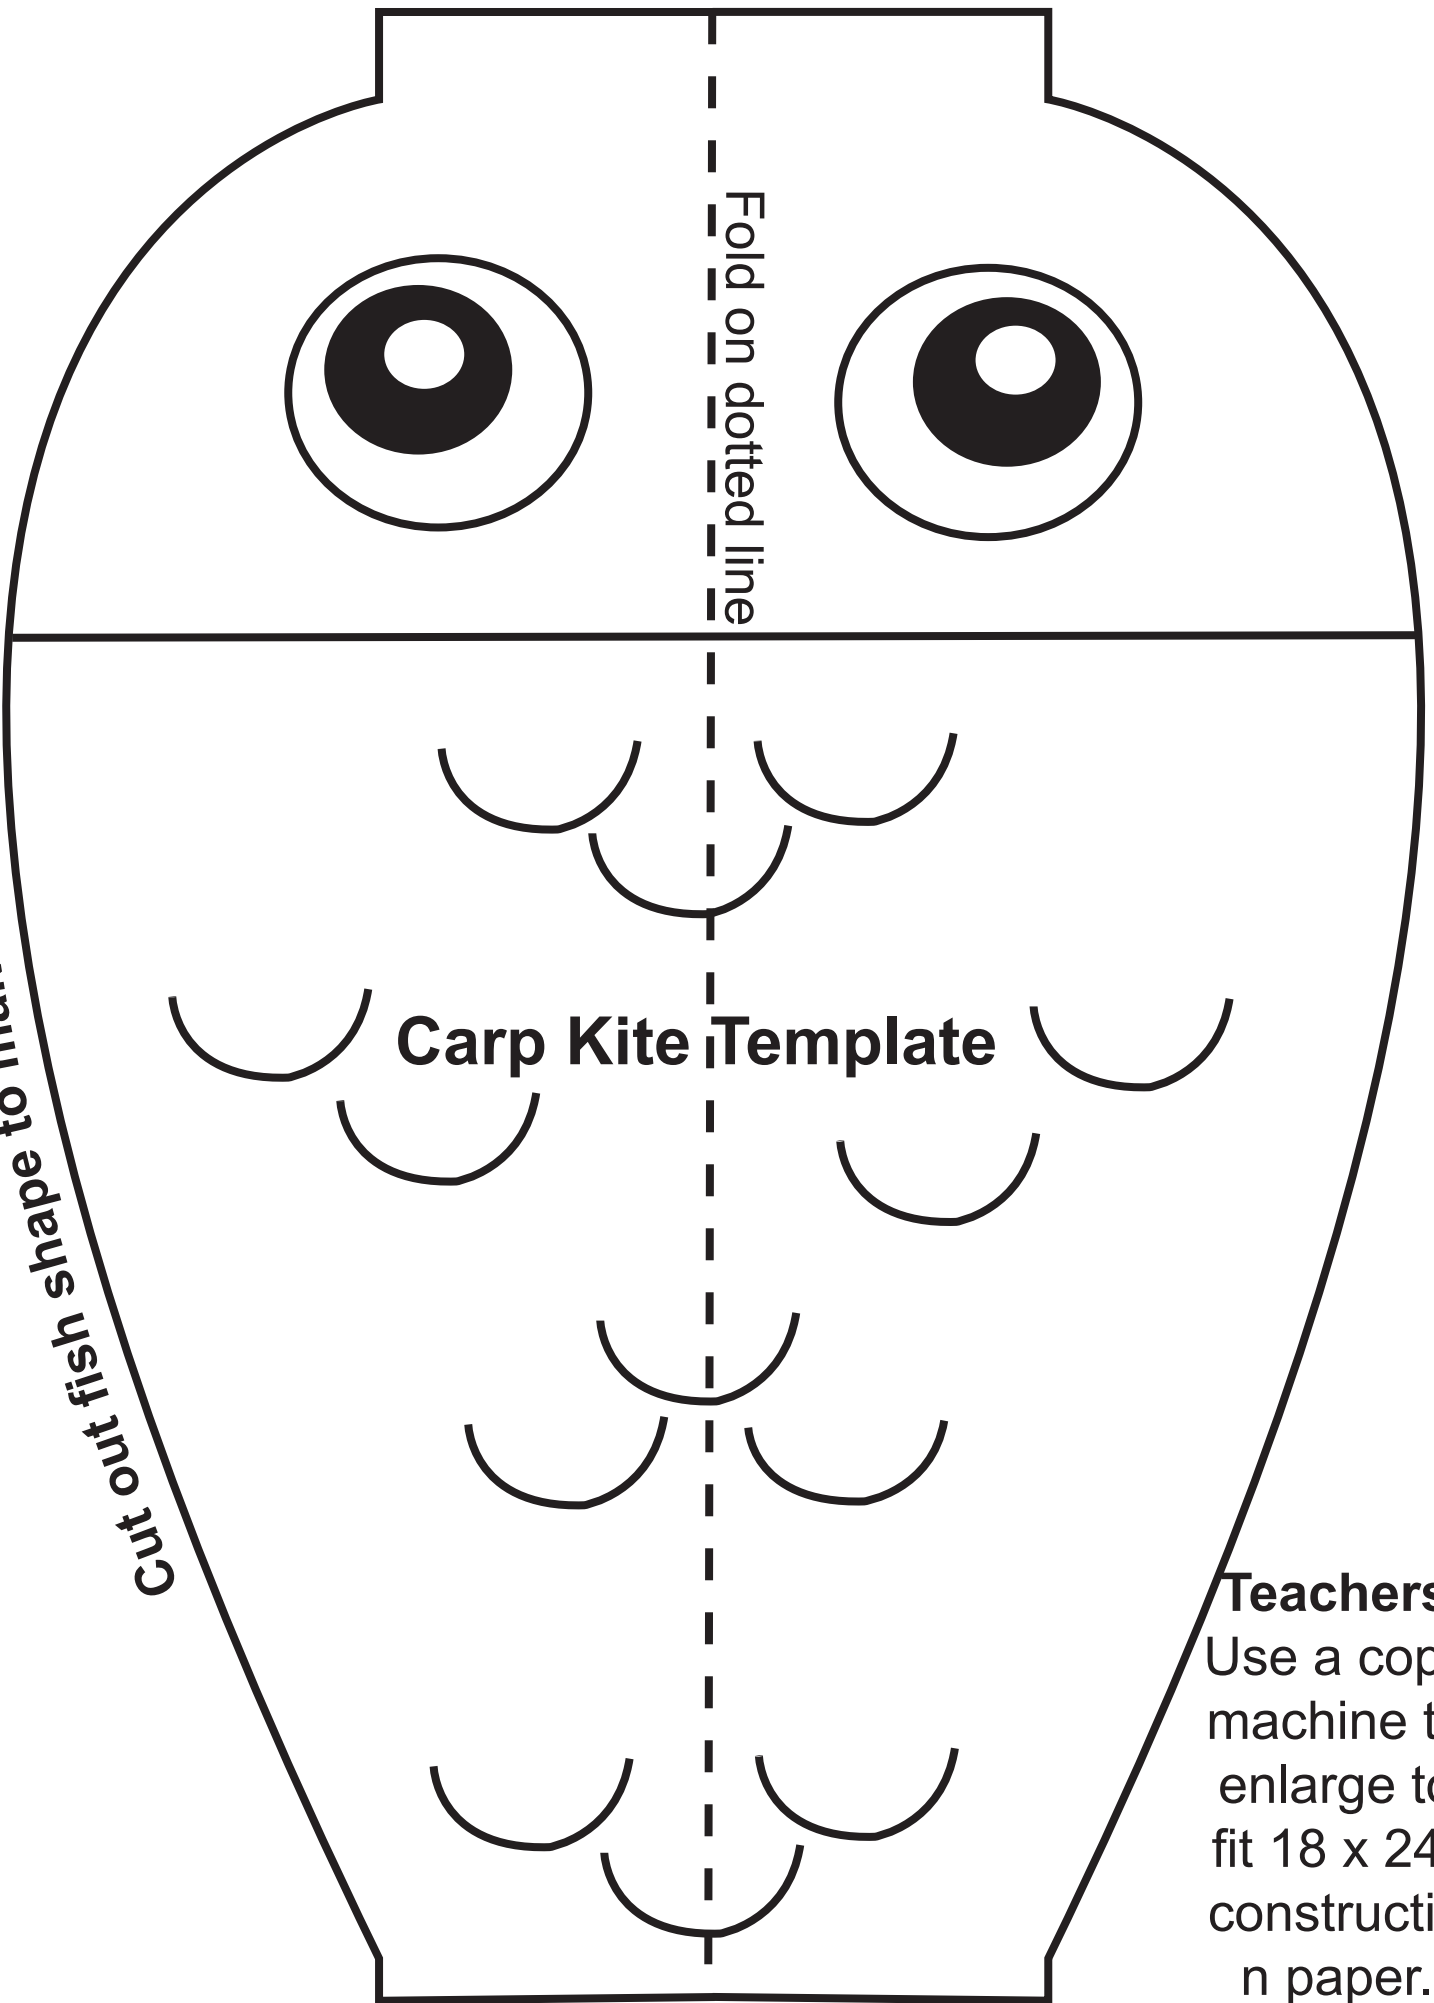 Fold on dotted line
Carp Kite Template
Cut out fish shape to
Teachers
Use a cop
machine t
enlarge to
fit 18 x 24
constructi
n paper.